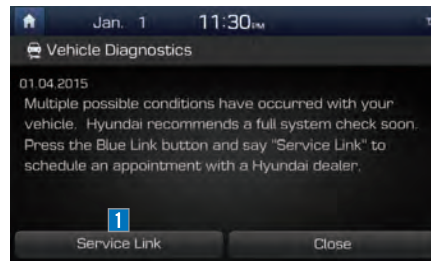 Jan. 1 11:30PM
Vehicle Diagnostics
01.04.2015
Multiple possible conditions have occurred with your
vehicle. Hyundai recommends a full system check soon.
Press the Blue Link button and say "Service Link" to
schedule an appointment with a Hyundai dealer.
1
Service Link Close